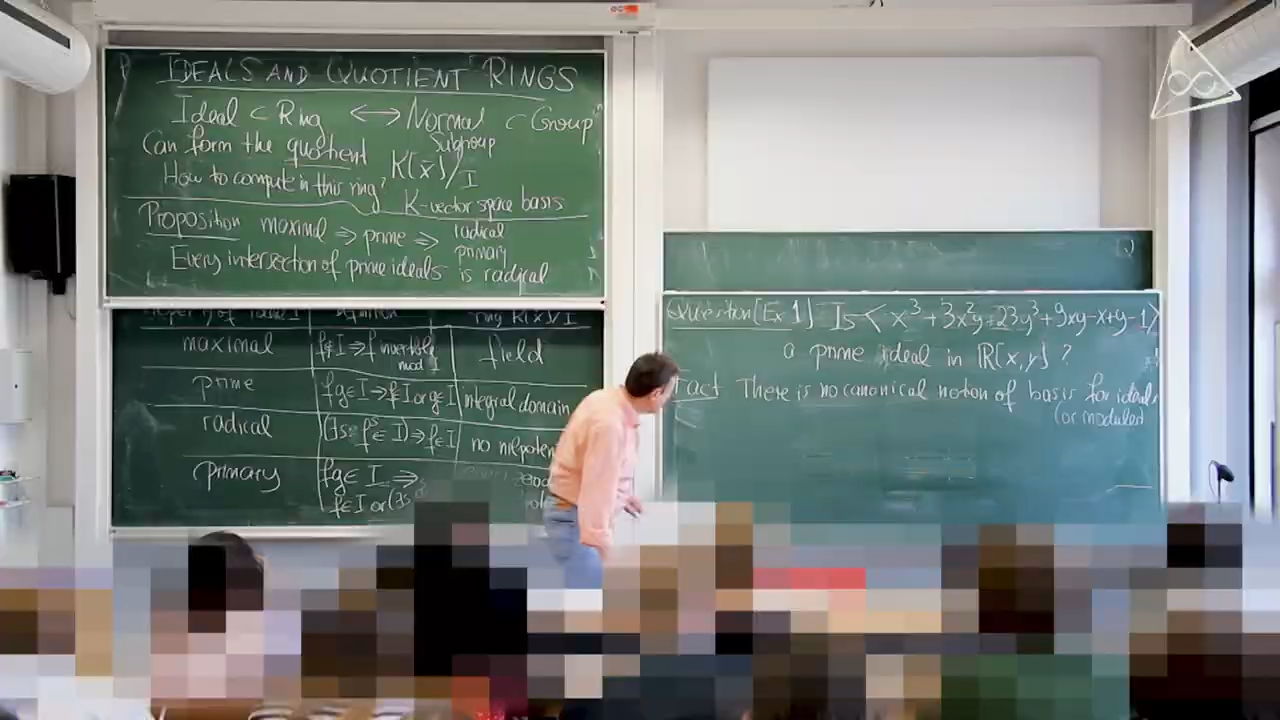 IDEALS AND QUOTIENT RINGS
Ideal ⊂ Ring ⟷ Normal Subgroup ⊂ Group
Can form the quotient K[x̄]/I
How to compute in this ring?
K-vector space basis
Proposition maximal ⇒ prime ⇒ radical
primary
Every intersection of prime ideals is radical
ring K[x]/I
maximal f∉I ⇒ f invertible mod I field
prime fg∈I ⇒ f∈I or g∈I integral domain
radical (∃s: fˢ∈I) ⇒ f∈I no nilpoten
primary fg∈I ⇒
f∈I or (∃s
Question [Ex 1] Is < x³+3x²y+23y³+9xy-x+y-1>
a prime ideal in ℝ[x,y] ?
Fact There is no canonical notion of basis for ideals
(or modules)